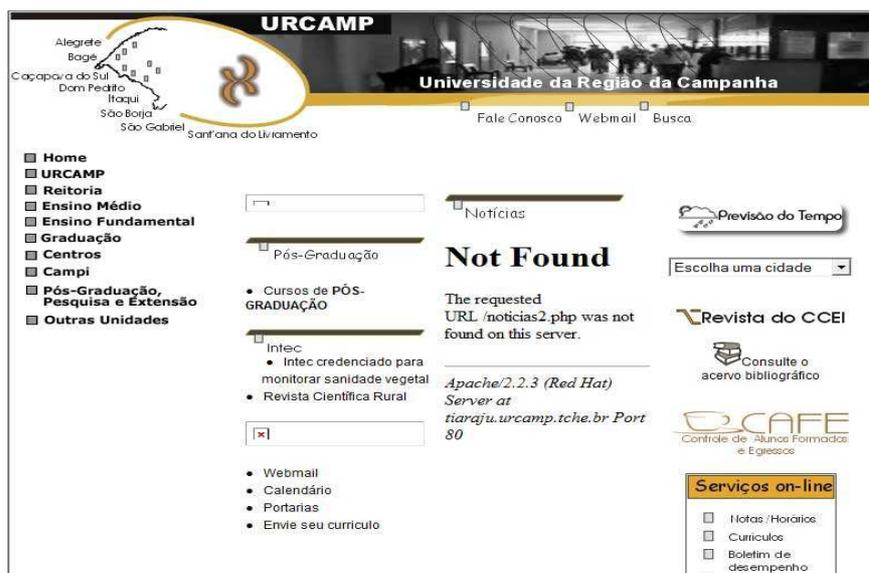 URCAMP
Universidade da Região da Campanha
Alegrete
Bagé
Caçapava do Sul
Dom Pedrito
Itaqui
São Borja
São Gabriel
Sant'ana do Livramento
Fale Conosco Webmail Busca
Home
URCAMP
Reitoria
Ensino Médio
Ensino Fundamental
Graduação
Centros
Campi
Pós-Graduação,
Pesquisa e Extensão
Outras Unidades
Pós-Graduação
Cursos de PÓS-
GRADUAÇÃO
Intec
Intec credenciado para
monitorar sanidade vegetal
Revista Científica Rural
Webmail
Calendário
Portarias
Envie seu curriculo
Notícias
Not Found
The requested
URL /noticias2.php was not
found on this server.
Apache/2.2.3 (Red Hat)
Server at
tiaraju.urcamp.tche.br Port
80
Previsão do Tempo
Escolha uma cidade
Revista do CCEI
Consulte o
acervo bibliográfico
CAFE
Controle de Alunos Formados
e Egressos
Serviços on-line
Notas/Horários
Curriculos
Boletim de
desempenho